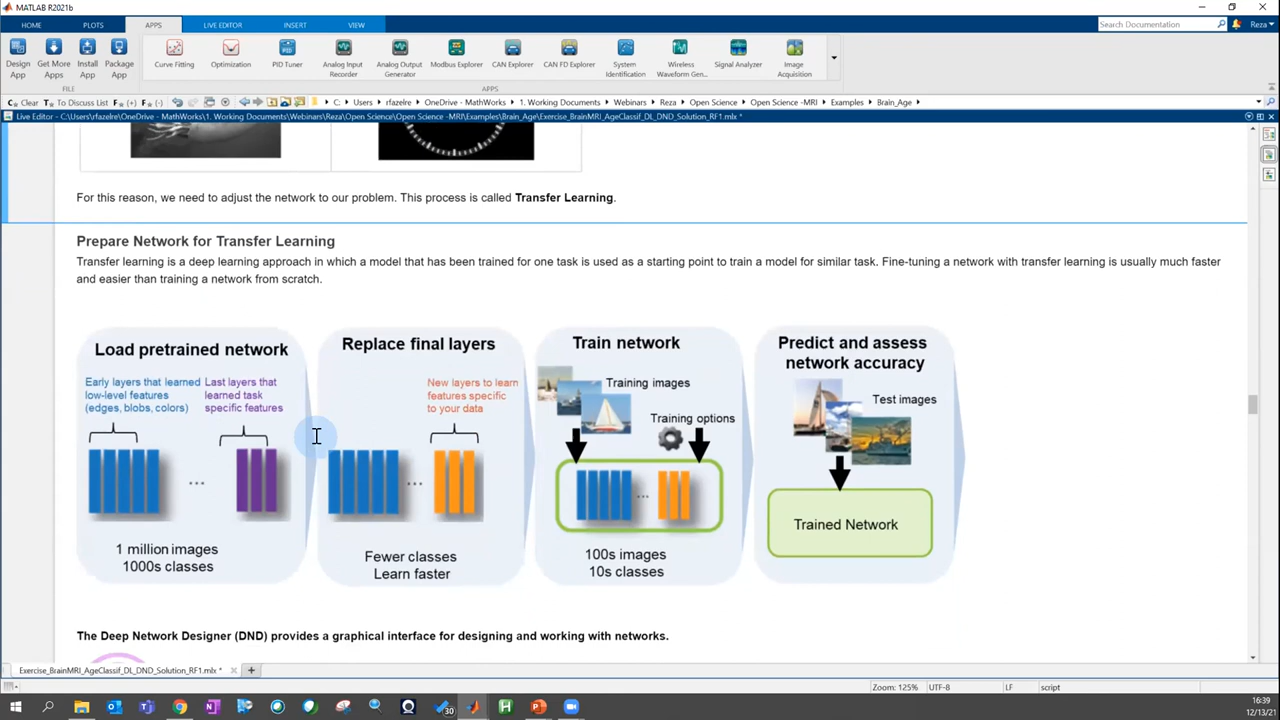 MATLAB R2021b
HOME PLOTS APPS LIVE EDITOR INSERT VIEW
Search Documentation
Reza
Design App
Get More Apps
Install App
Package App
Curve Fitting
Optimization
PID Tuner
Analog Input Recorder
Analog Output Generator
Modbus Explorer
CAN Explorer
CAN FD Explorer
System Identification
Wireless Waveform Gen...
Signal Analyzer
Image Acquisition
FILE
APPS
Clear To Discuss List F (+) F (-)
C: Users rfazelre OneDrive - MathWorks 1. Working Documents Webinars Reza Open Science Open Science -MRI Examples Brain_Age
Live Editor - C:\Users\rfazelre\OneDrive - MathWorks\1. Working Documents\Webinars\Reza\Open Science\Open Science -MRI\Examples\Brain_Age\Exercise_BrainMRI_AgeClassif_DL_DND_Solution_RF1.mlx *
For this reason, we need to adjust the network to our problem. This process is called Transfer Learning.
Prepare Network for Transfer Learning
Transfer learning is a deep learning approach in which a model that has been trained for one task is used as a starting point to train a model for similar task. Fine-tuning a network with transfer learning is usually much faster
and easier than training a network from scratch.
Load pretrained network
Early layers that learned
low-level features
(edges, blobs, colors)
Last layers that
learned task
specific features
...
1 million images
1000s classes
Replace final layers
New layers to learn
features specific
to your data
...
Fewer classes
Learn faster
Train network
Training images
Training options
...
100s images
10s classes
Predict and assess
network accuracy
Test images
Trained Network
The Deep Network Designer (DND) provides a graphical interface for designing and working with networks.
Exercise_BrainMRI_AgeClassif_DL_DND_Solution_RF1.mlx *
Zoom: 125% UTF-8 LF script
30
16:39
12/13/21